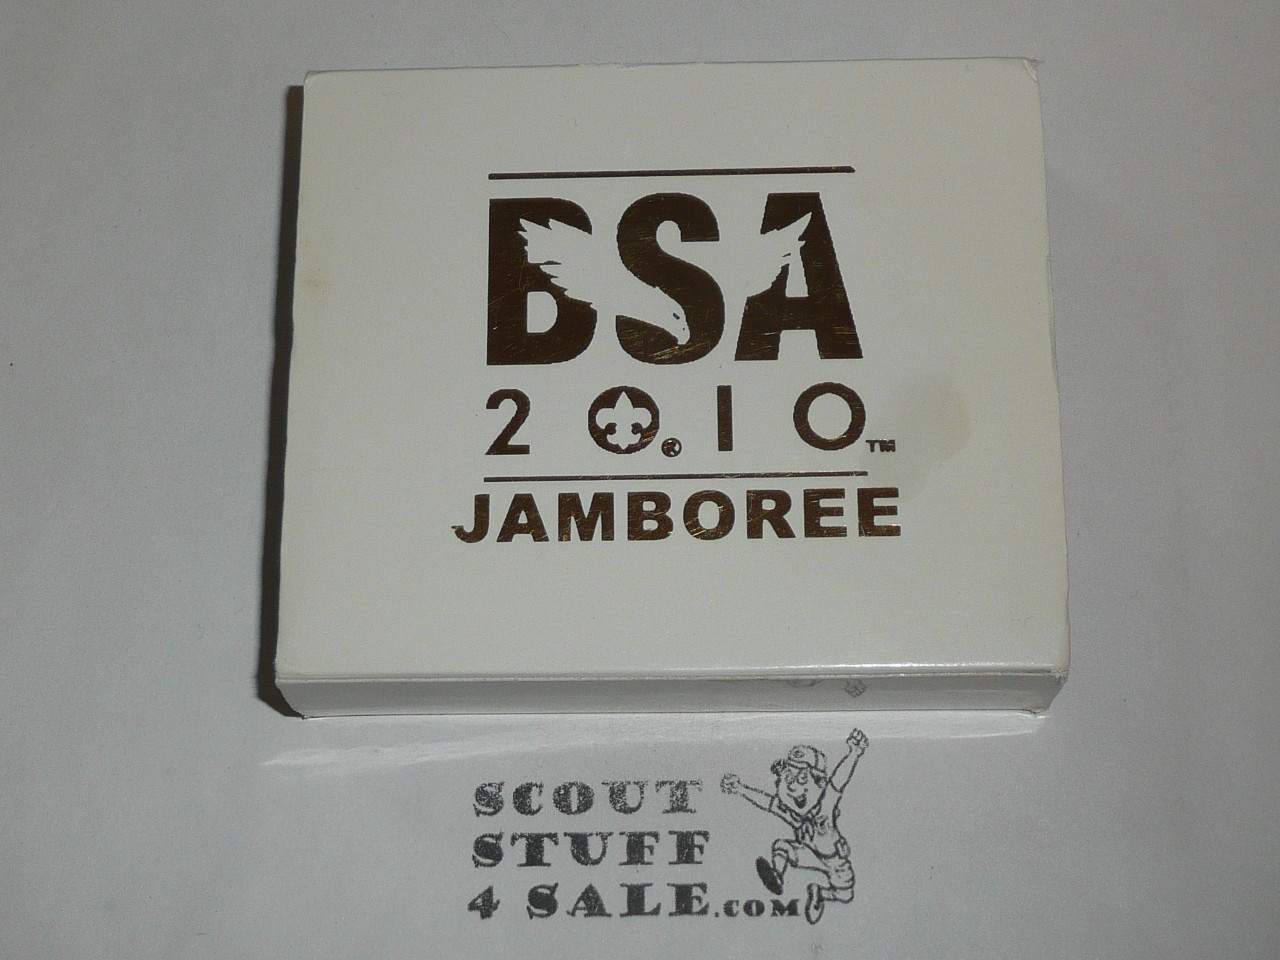 BSA
2010™
JAMBOREE
SCOUT
STUFF
4 SALE.COM